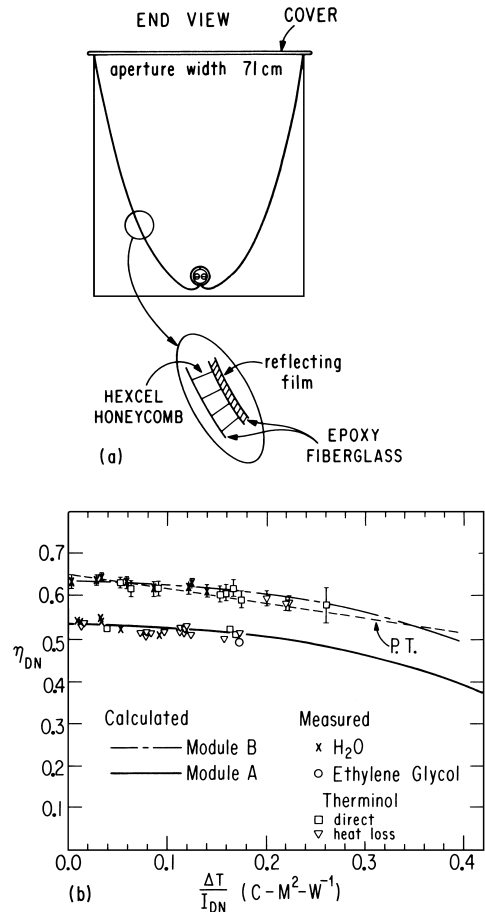 END VIEW
COVER
aperture width 71cm
reflecting
film
HEXCEL
HONEYCOMB
EPOXY
FIBERGLASS
(a)
0.7
0.6
0.5
η_DN
0.4
0.3
0.2
0.1
P.T.
Calculated
Module B
Module A
Measured
H₂O
Ethylene Glycol
Therminol
direct
heat loss
0.0 0.1 0.2 0.3 0.4
(b)
ΔT
I_DN
(C-M²-W⁻¹)